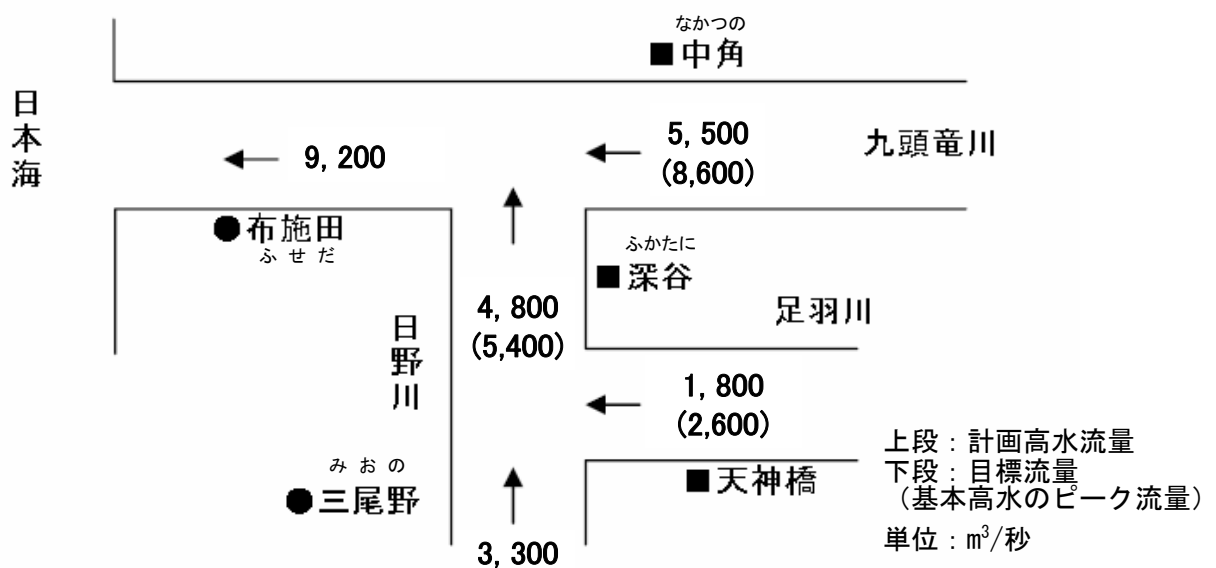 なかつの
■中角
日本海
← 9,200
← 5,500
(8,600)
九頭竜川
↑
●布施田
ふせだ
ふかたに
■深谷
4,800
(5,400)
日野川
足羽川
← 1,800
(2,600)
みおの
●三尾野
↑
3,300
■天神橋
上段：計画高水流量
下段：目標流量
（基本高水のピーク流量）
単位：m³/秒